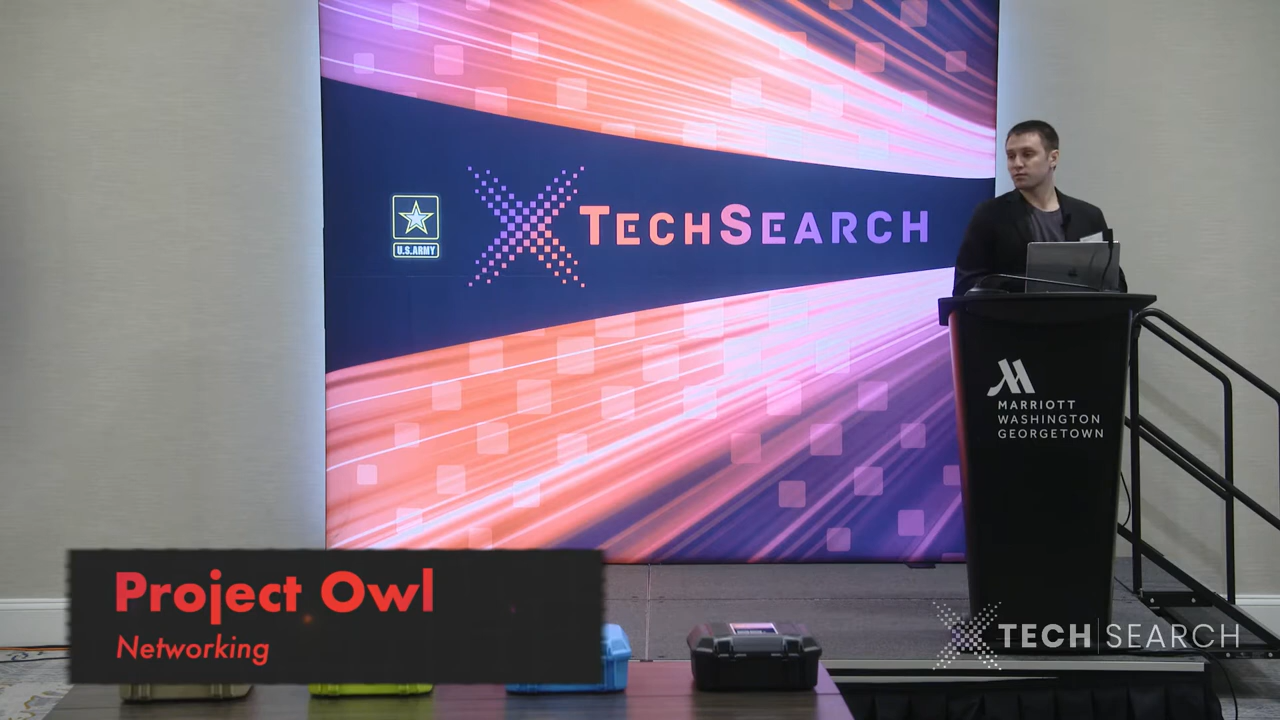 U.S.ARMY
TECHSEARCH
MARRIOTT
WASHINGTON
GEORGETOWN
Project Owl
Networking
TECH SEARCH